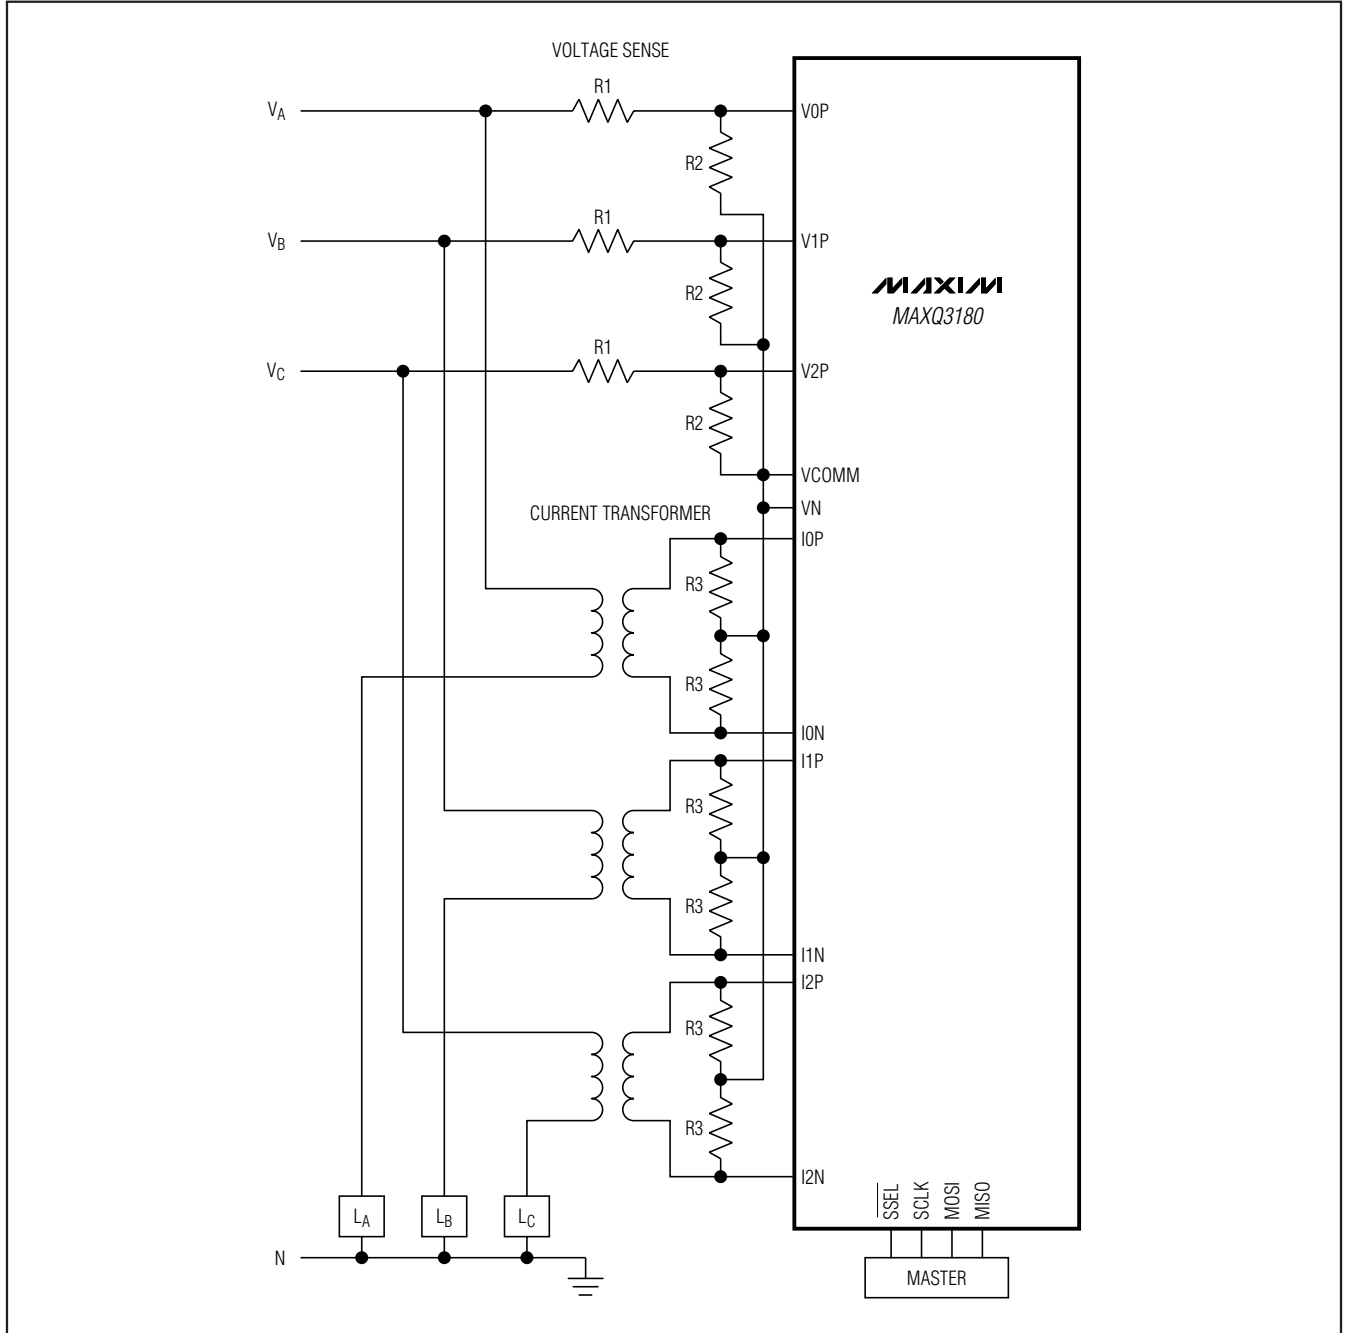 VOLTAGE SENSE
R1
VA
V0P
R2
R1
VB
V1P
R2
MAXIM
MAXQ3180
R1
VC
V2P
R2
VCOMM
VN
CURRENT TRANSFORMER
I0P
R3
R3
I0N
I1P
R3
R3
I1N
I2P
R3
R3
I2N
SSEL
SCLK
MOSI
MISO
LA
LB
LC
N
MASTER